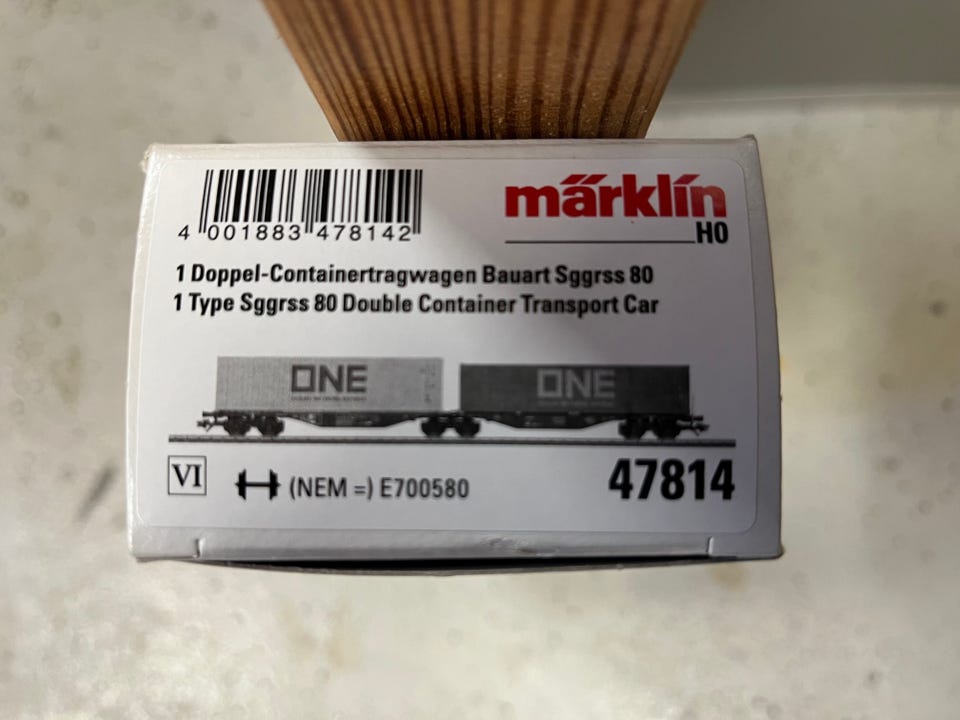 4 001883 478142
märklin
H0
1 Doppel-Containertragwagen Bauart Sggrss 80
1 Type Sggrss 80 Double Container Transport Car
ONE
ONE
VI
(NEM =) E700580
47814